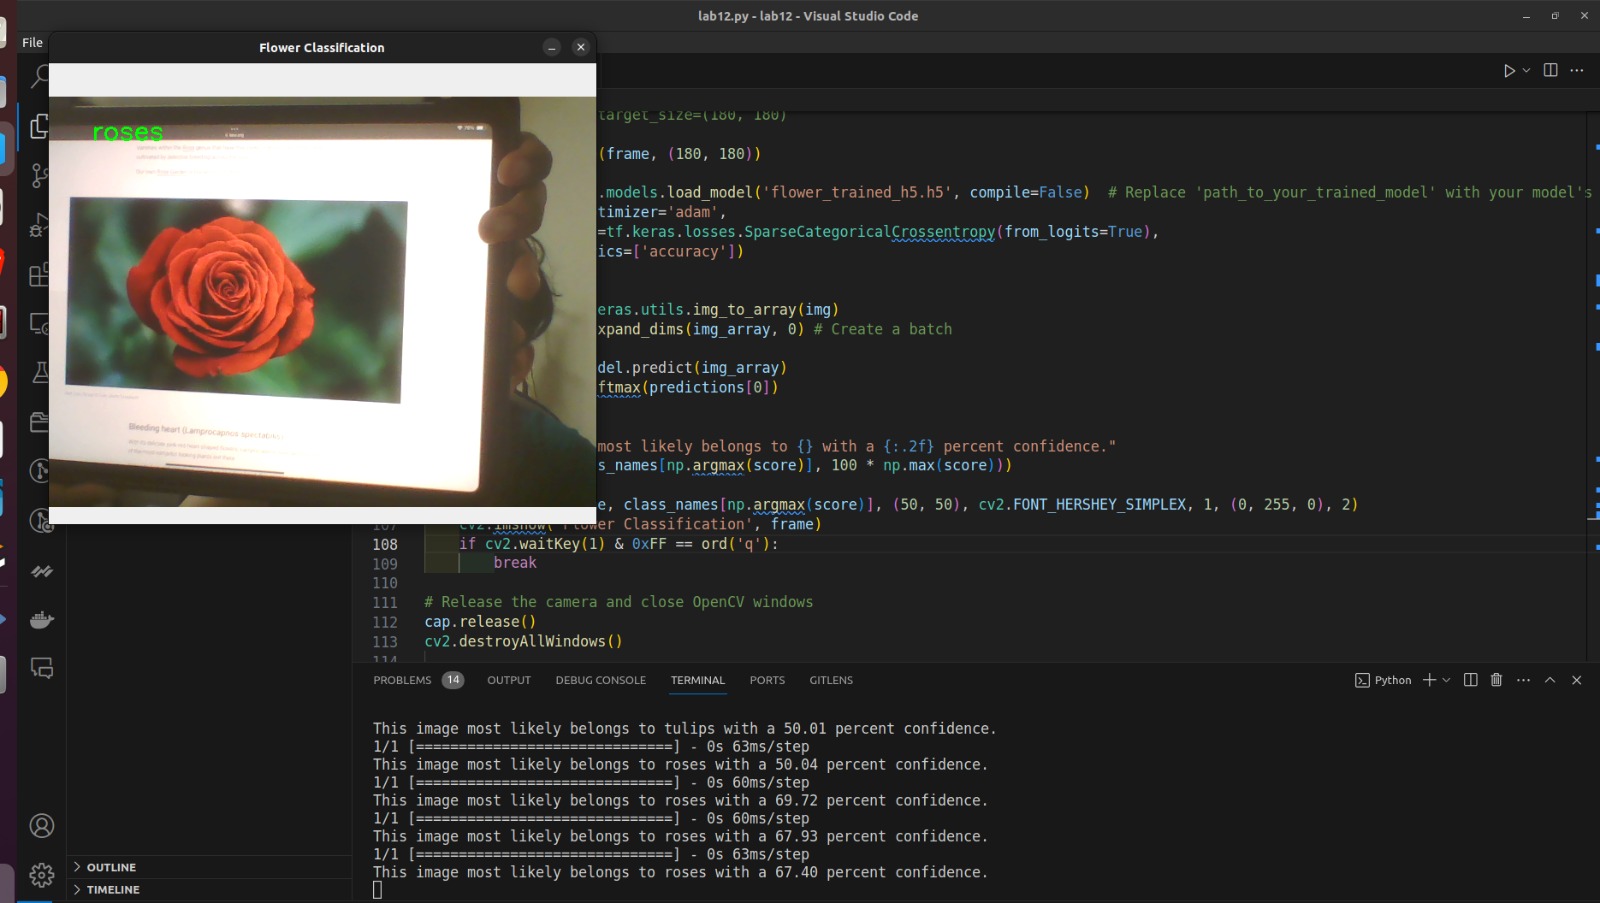 lab12.py - lab12 - Visual Studio Code
File
Flower Classification
roses
Bleeding heart (Lamprocapnos spectabilis)
target_size=(180, 180)
(frame, (180, 180))
.models.load_model('flower_trained_h5.h5', compile=False)  # Replace 'path_to_your_trained_model' with your model's
timizer='adam',
=tf.keras.losses.SparseCategoricalCrossentropy(from_logits=True),
ics=['accuracy'])
eras.utils.img_to_array(img)
xpand_dims(img_array, 0) # Create a batch
del.predict(img_array)
ftmax(predictions[0])
most likely belongs to {} with a {:.2f} percent confidence."
s_names[np.argmax(score)], 100 * np.max(score)))
e, class_names[np.argmax(score)], (50, 50), cv2.FONT_HERSHEY_SIMPLEX, 1, (0, 255, 0), 2)
107 cv2.imshow('Flower Classification', frame)
108 if cv2.waitKey(1) & 0xFF == ord('q'):
109 break
110
111 # Release the camera and close OpenCV windows
112 cap.release()
113 cv2.destroyAllWindows()
114
PROBLEMS 14 OUTPUT DEBUG CONSOLE TERMINAL PORTS GITLENS
Python
This image most likely belongs to tulips with a 50.01 percent confidence.
1/1 [==============================] - 0s 63ms/step
This image most likely belongs to roses with a 50.04 percent confidence.
1/1 [==============================] - 0s 60ms/step
This image most likely belongs to roses with a 69.72 percent confidence.
1/1 [==============================] - 0s 60ms/step
This image most likely belongs to roses with a 67.93 percent confidence.
1/1 [==============================] - 0s 63ms/step
This image most likely belongs to roses with a 67.40 percent confidence.
OUTLINE
TIMELINE